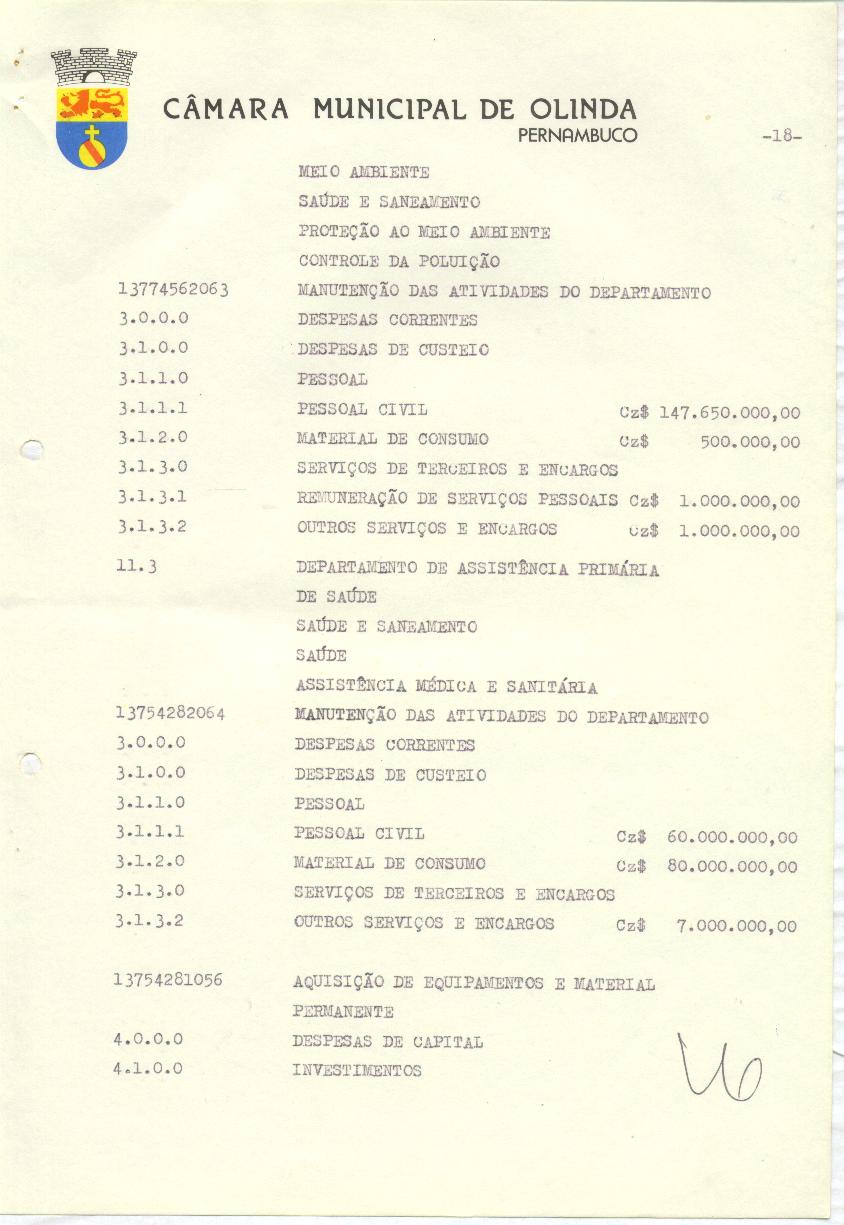 CÂMARA MUNICIPAL DE OLINDA
PERNAMBUCO
-18-
MEIO AMBIENTE
SAÚDE E SANEAMENTO
PROTEÇÃO AO MEIO AMBIENTE
CONTROLE DA POLUIÇÃO
13774562063 MANUTENÇÃO DAS ATIVIDADES DO DEPARTAMENTO
3.0.0.0 DESPESAS CORRENTES
3.1.0.0 DESPESAS DE CUSTEIO
3.1.1.0 PESSOAL
3.1.1.1 PESSOAL CIVIL Cz$ 147.650.000,00
3.1.2.0 MATERIAL DE CONSUMO Cz$ 500.000,00
3.1.3.0 SERVIÇOS DE TERCEIROS E ENCARGOS
3.1.3.1 REMUNERAÇÃO DE SERVIÇOS PESSOAIS Cz$ 1.000.000,00
3.1.3.2 OUTROS SERVIÇOS E ENCARGOS Cz$ 1.000.000,00
11.3 DEPARTAMENTO DE ASSISTÊNCIA PRIMÁRIA
DE SAÚDE
SAÚDE E SANEAMENTO
SAÚDE
ASSISTÊNCIA MÉDICA E SANITÁRIA
13754282064 MANUTENÇÃO DAS ATIVIDADES DO DEPARTAMENTO
3.0.0.0 DESPESAS CORRENTES
3.1.0.0 DESPESAS DE CUSTEIO
3.1.1.0 PESSOAL
3.1.1.1 PESSOAL CIVIL Cz$ 60.000.000,00
3.1.2.0 MATERIAL DE CONSUMO Cz$ 80.000.000,00
3.1.3.0 SERVIÇOS DE TERCEIROS E ENCARGOS
3.1.3.2 OUTROS SERVIÇOS E ENCARGOS Cz$ 7.000.000,00
13754281056 AQUISIÇÃO DE EQUIPAMENTOS E MATERIAL
PERMANENTE
4.0.0.0 DESPESAS DE CAPITAL
4.1.0.0 INVESTIMENTOS